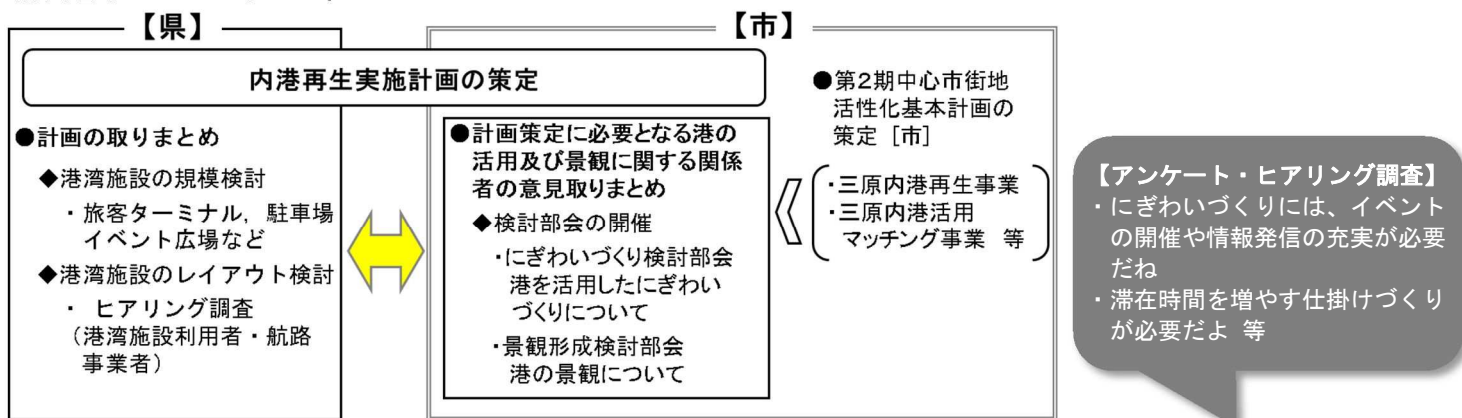 【県】
【市】
内港再生実施計画の策定
●計画の取りまとめ
◆港湾施設の規模検討
・旅客ターミナル，駐車場
イベント広場など
◆港湾施設のレイアウト検討
・ ヒアリング調査
（港湾施設利用者・航路
事業者）
●計画策定に必要となる港の
活用及び景観に関する関係
者の意見取りまとめ
◆検討部会の開催
・にぎわいづくり検討部会
港を活用したにぎわい
づくりについて
・景観形成検討部会
港の景観について
●第2期中心市街地
活性化基本計画の
策定［市］
・三原内港再生事業
・三原内港活用
マッチング事業 等
【アンケート・ヒアリング調査】
・にぎわいづくりには、イベント
の開催や情報発信の充実が必要
だね
・滞在時間を増やす仕掛けづくり
が必要だよ 等